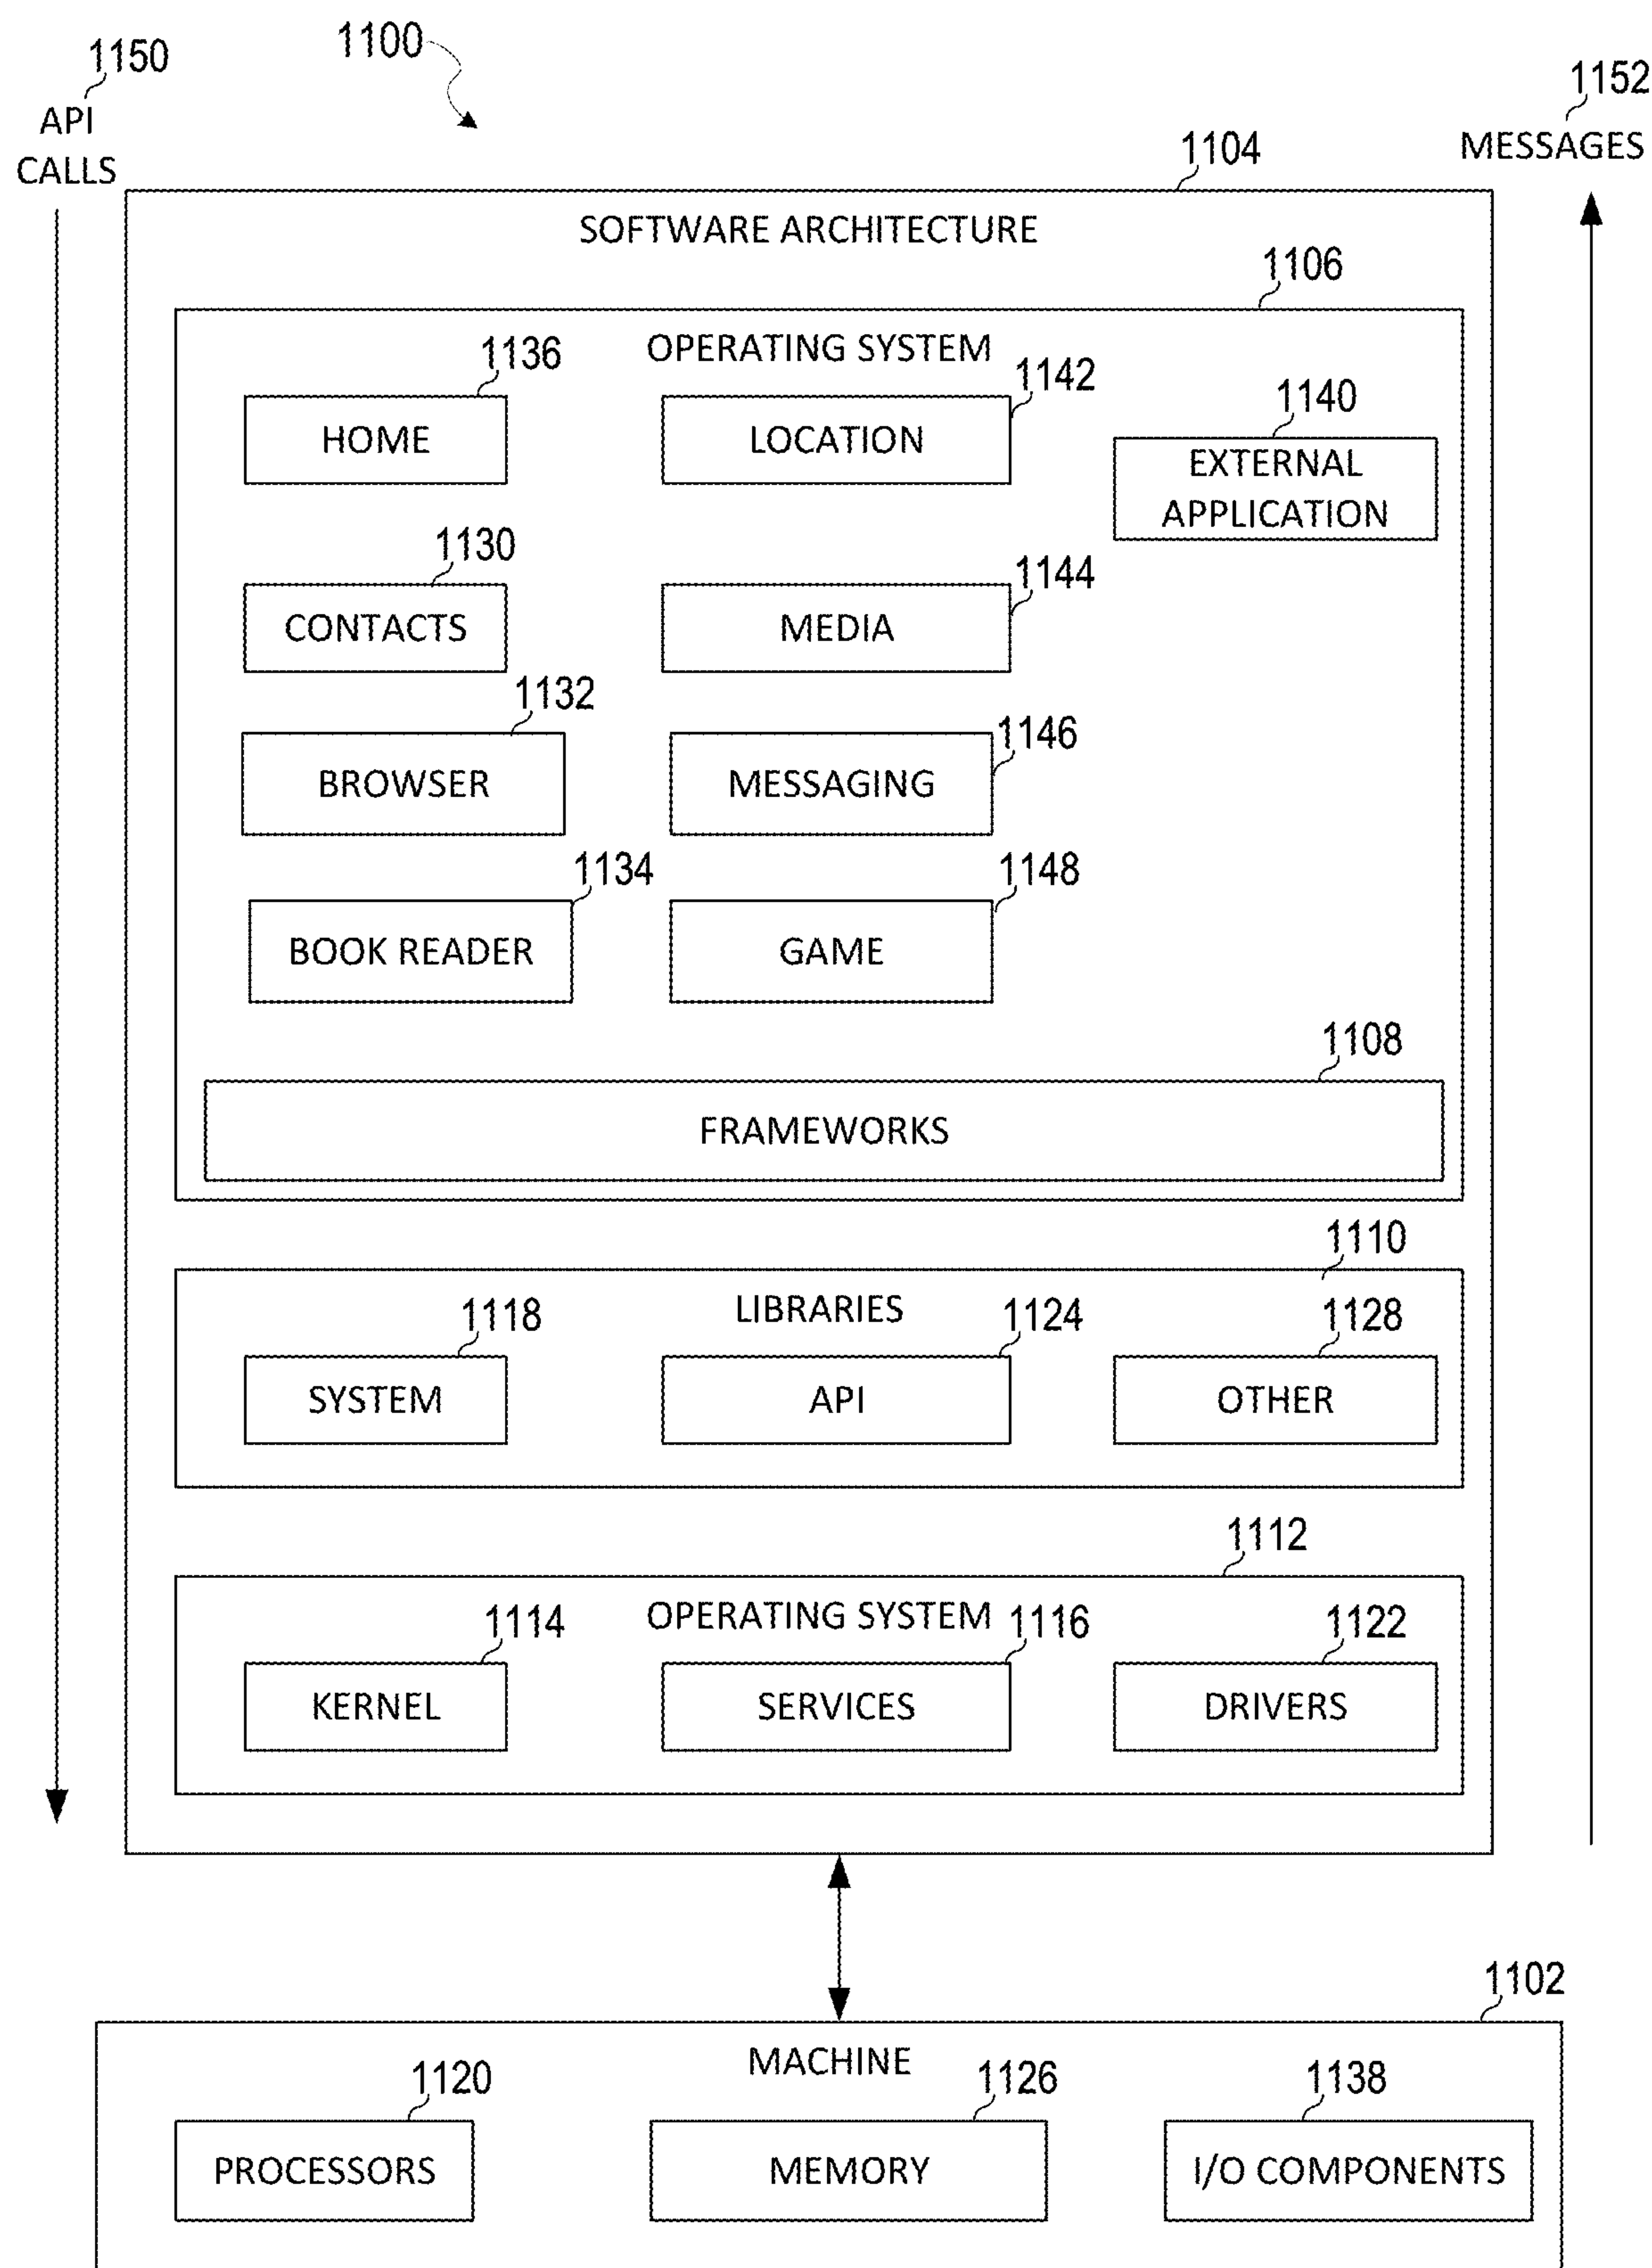 1150
1100
1152
API
CALLS
MESSAGES
1104
SOFTWARE ARCHITECTURE
1106
OPERATING SYSTEM
1136
1142
1140
HOME
LOCATION
EXTERNAL
APPLICATION
1130
1144
CONTACTS
MEDIA
1132
1146
BROWSER
MESSAGING
1134
1148
BOOK READER
GAME
1108
FRAMEWORKS
1110
LIBRARIES
1118
1124
1128
SYSTEM
API
OTHER
1112
OPERATING SYSTEM
1114
1116
1122
KERNEL
SERVICES
DRIVERS
1102
MACHINE
1120
1126
1138
PROCESSORS
MEMORY
I/O COMPONENTS